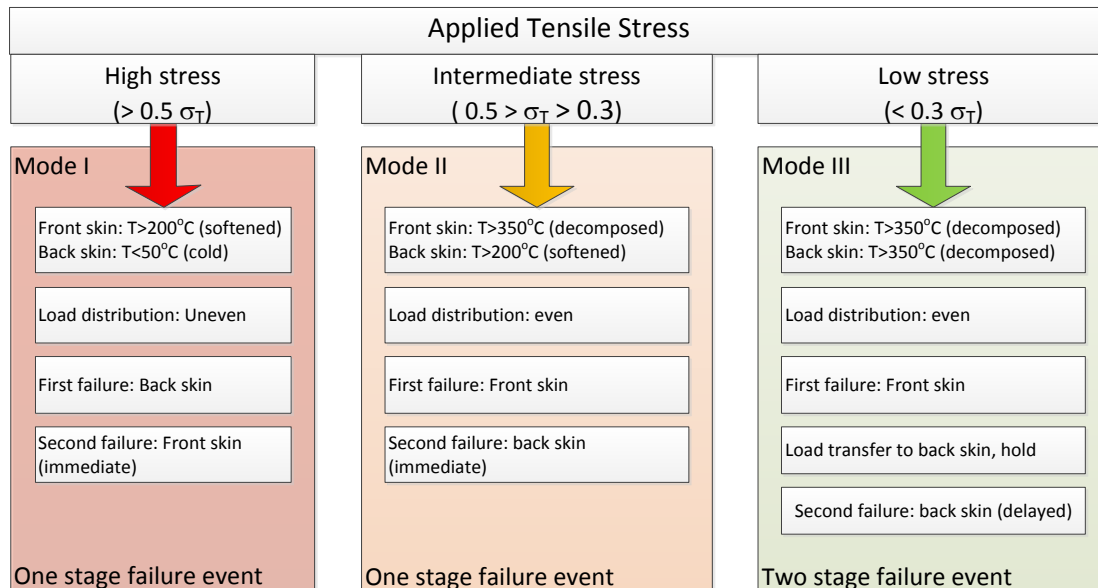 Applied Tensile Stress
High stress
(> 0.5 σT)
Mode I
Front skin: T>200°C (softened)
Back skin: T<50°C (cold)
Load distribution: Uneven
First failure: Back skin
Second failure: Front skin
(immediate)
One stage failure event
Intermediate stress
( 0.5 > σT > 0.3)
Mode II
Front skin: T>350°C (decomposed)
Back skin: T>200°C (softened)
Load distribution: even
First failure: Front skin
Second failure: back skin
(immediate)
One stage failure event
Low stress
(< 0.3 σT)
Mode III
Front skin: T>350°C (decomposed)
Back skin: T>350°C (decomposed)
Load distribution: even
First failure: Front skin
Load transfer to back skin, hold
Second failure: back skin (delayed)
Two stage failure event